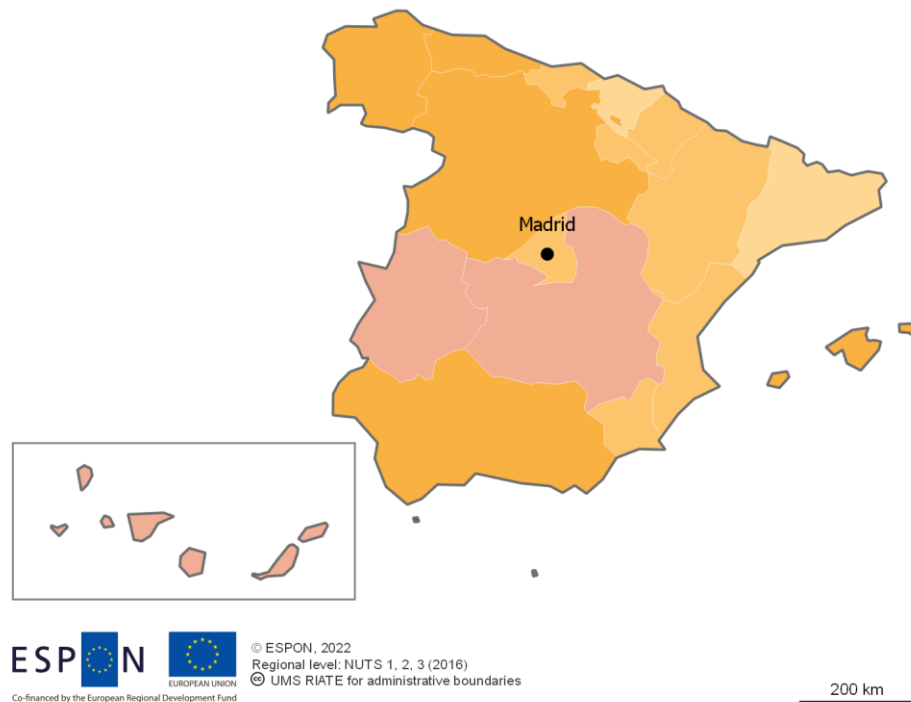 Madrid
ESPON
EUROPEAN UNION
Co-financed by the European Regional Development Fund
© ESPON, 2022
Regional level: NUTS 1, 2, 3 (2016)
cc UMS RIATE for administrative boundaries
200 km